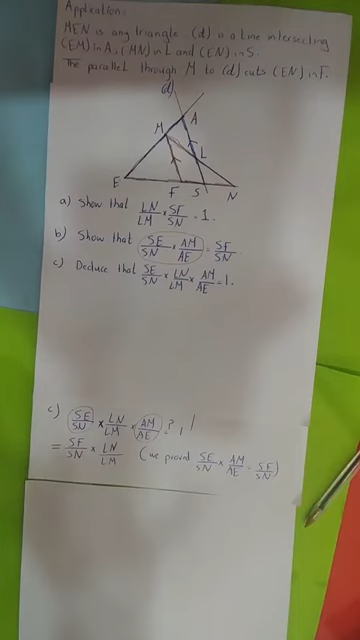 Application:
MEN is any triangle. (d) is a line intersecting
(EM) in A, (MN) in L and (EN) in S.
The parallel through M to (d) cuts (EN) in F.
(d)
A
M
L
E F S N
a) Show that LN/LM × SF/SN = 1.
b) Show that SE/SN × AM/AE = SF/SN.
c) Deduce that SE/SN × LN/LM × AM/AE = 1.
c) SE/SN × LN/LM × AM/AE = ? 1
= SF/SN × LN/LM (we proved SE/SN × AM/AE = SF/SN)